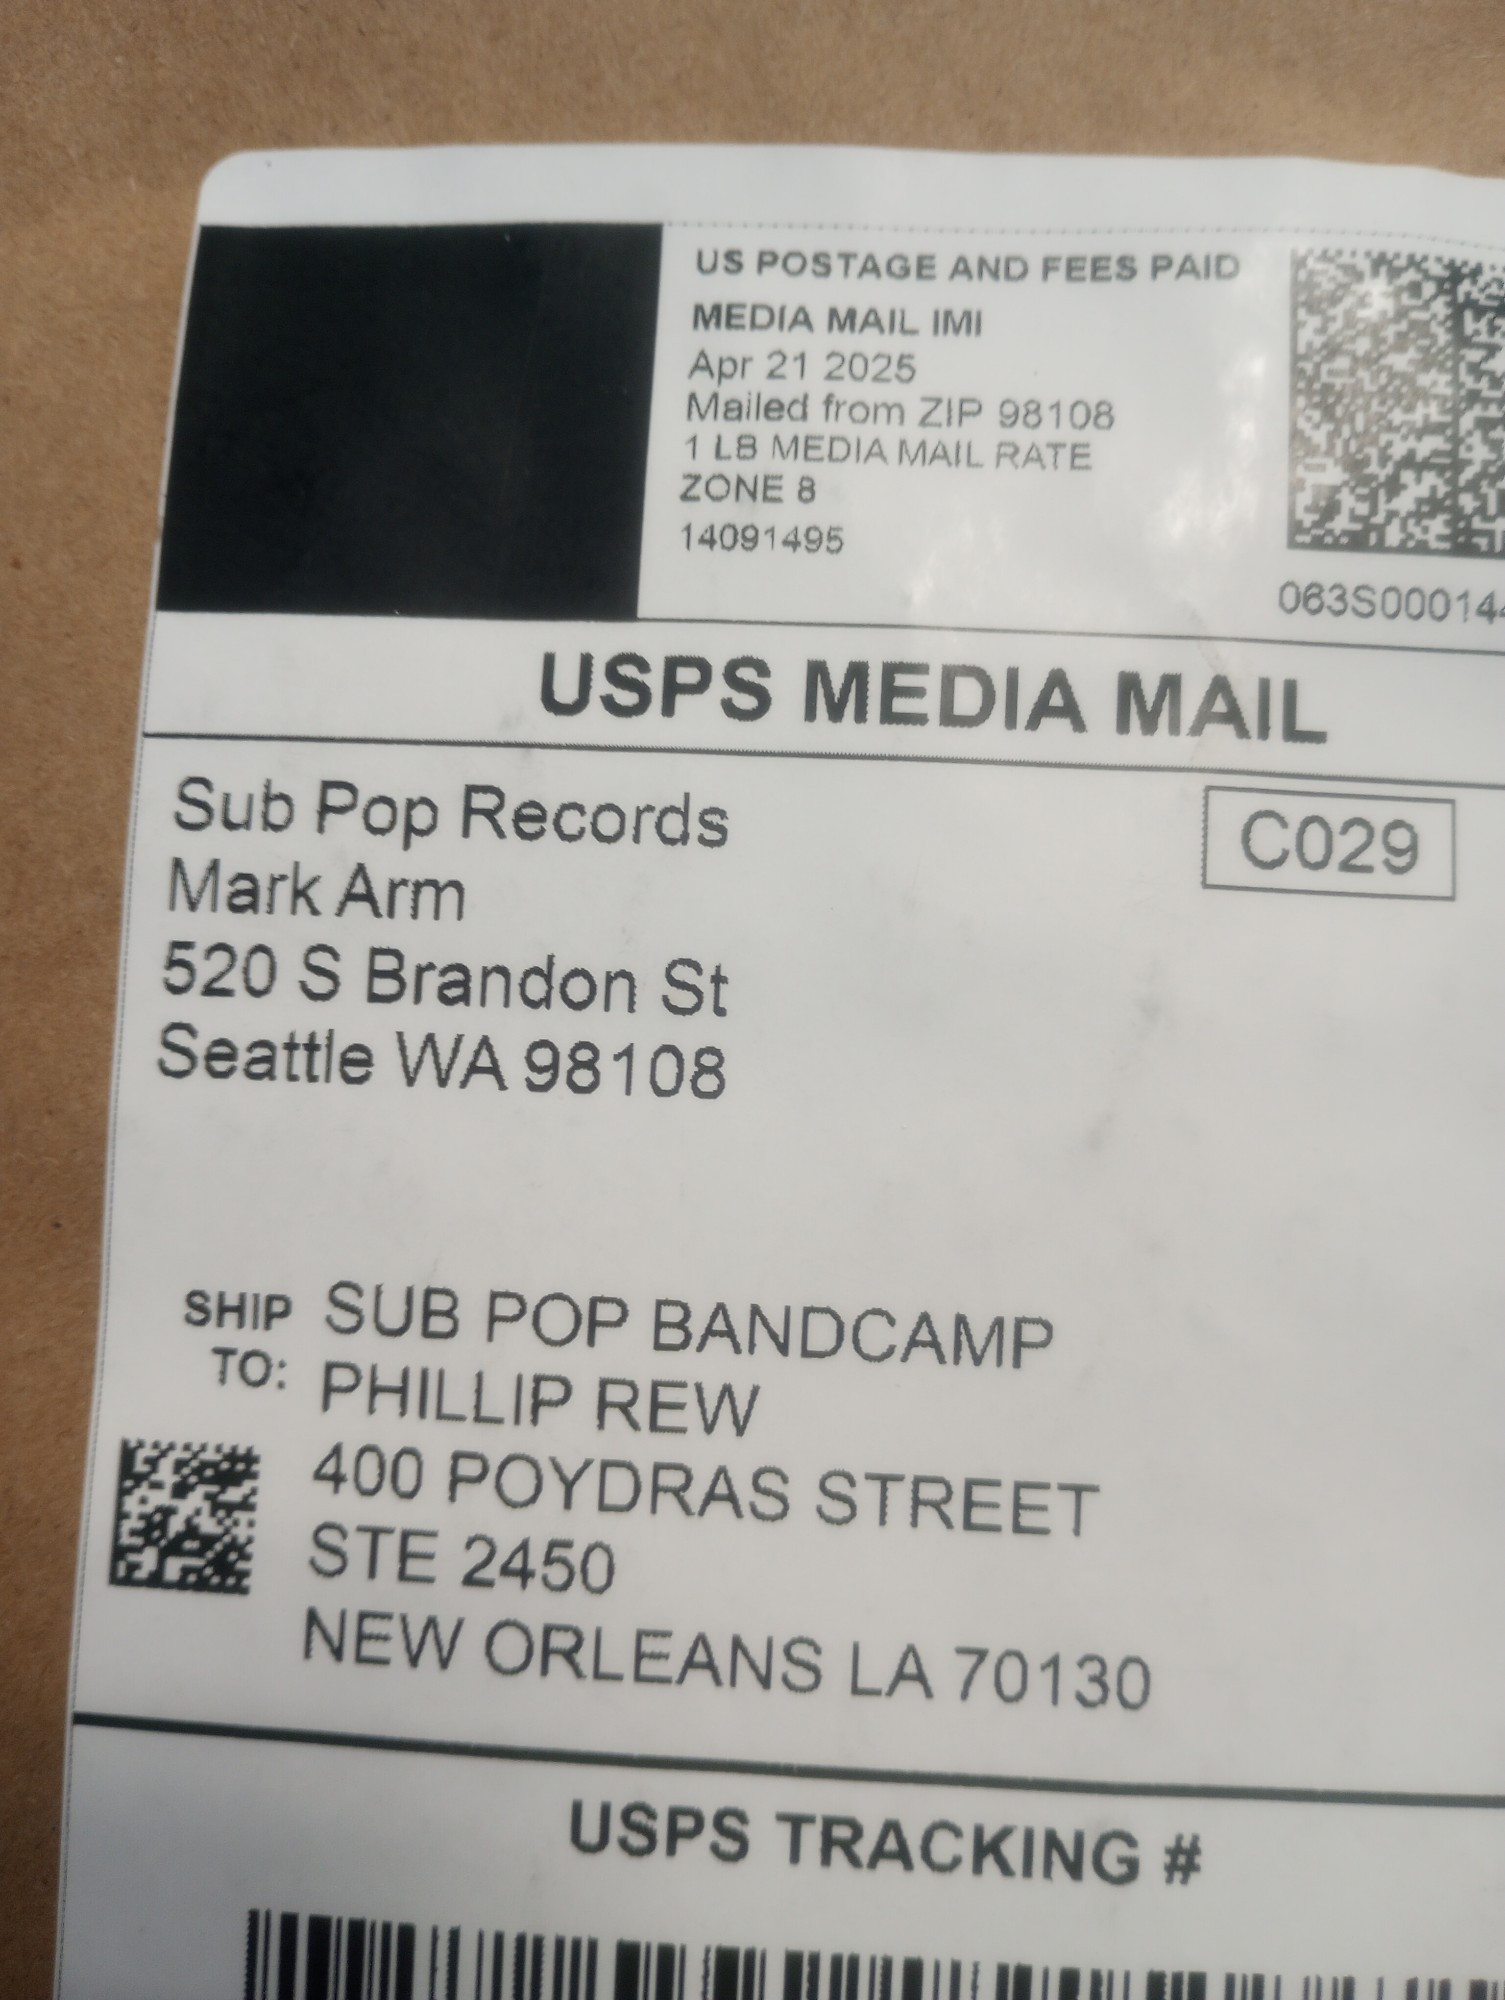 US POSTAGE AND FEES PAID
MEDIA MAIL IMI
Apr 21 2025
Mailed from ZIP 98108
1 LB MEDIA MAIL RATE
ZONE 8
14091495
063S00014
USPS MEDIA MAIL
Sub Pop Records
C029
Mark Arm
520 S Brandon St
Seattle WA 98108
SHIP TO:
SUB POP BANDCAMP
PHILLIP REW
400 POYDRAS STREET
STE 2450
NEW ORLEANS LA 70130
USPS TRACKING #